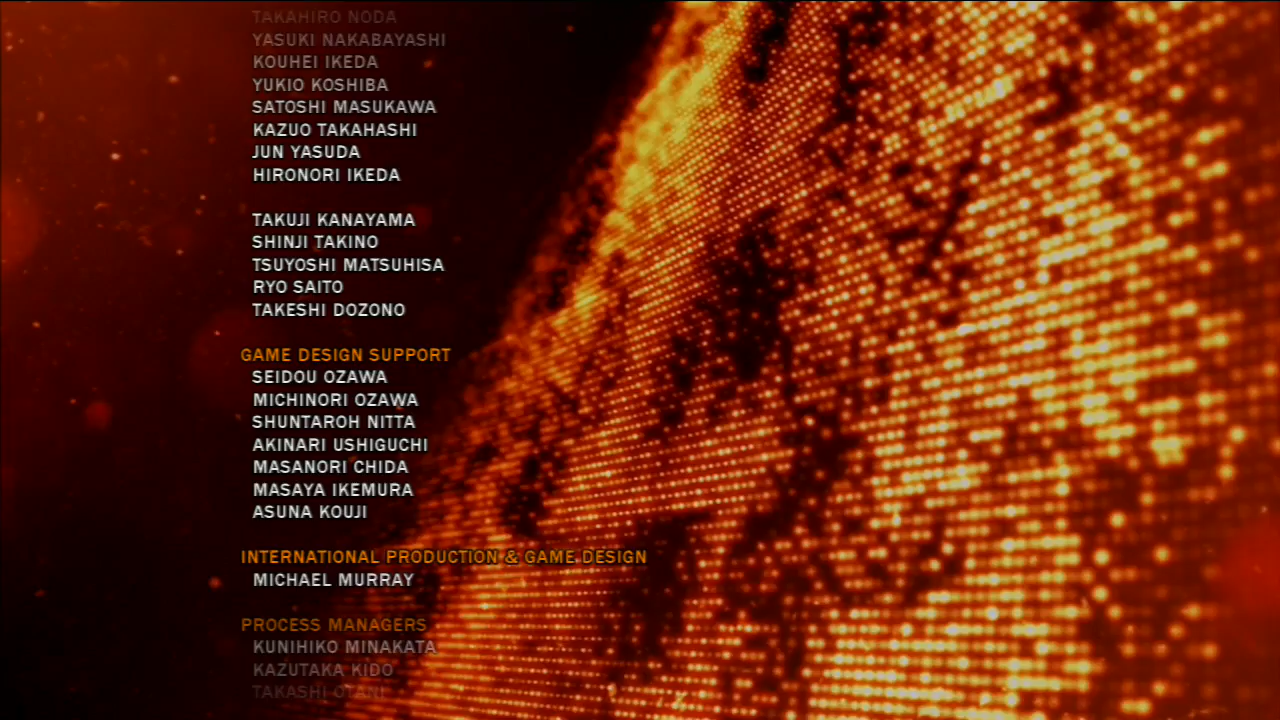 TAKAHIRO NODA
YASUKI NAKABAYASHI
KOUHEI IKEDA
YUKIO KOSHIBA
SATOSHI MASUKAWA
KAZUO TAKAHASHI
JUN YASUDA
HIRONORI IKEDA
TAKUJI KANAYAMA
SHINJI TAKINO
TSUYOSHI MATSUHISA
RYO SAITO
TAKESHI DOZONO
GAME DESIGN SUPPORT
SEIDOU OZAWA
MICHINORI OZAWA
SHUNTAROH NITTA
AKINARI USHIGUCHI
MASANORI CHIDA
MASAYA IKEMURA
ASUNA KOUJI
INTERNATIONAL PRODUCTION & GAME DESIGN
MICHAEL MURRAY
PROCESS MANAGERS
KUNIHIKO MINAKATA
KAZUTAKA KIDO
TAKASHI OTANI